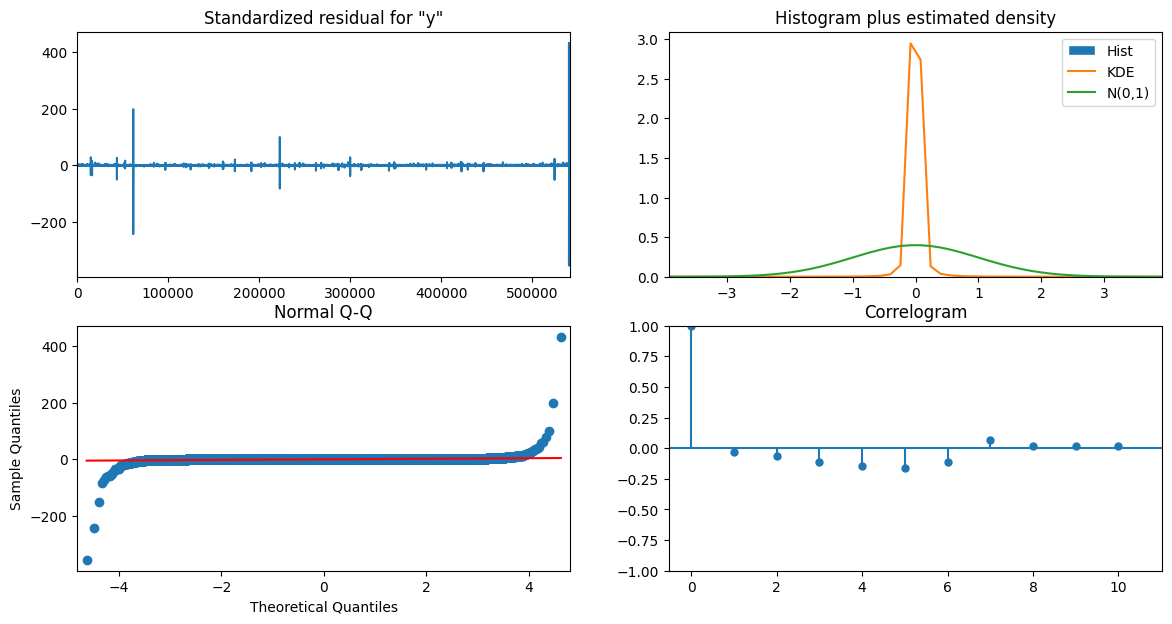 Standardized residual for "y"
400
200
0
−200
0 100000 200000 300000 400000 500000
Histogram plus estimated density
3.0
2.5
2.0
1.5
1.0
0.5
0.0
−3 −2 −1 0 1 2 3
Hist
KDE
N(0,1)
Normal Q-Q
Sample Quantiles
400
200
0
−200
−4 −2 0 2 4
Theoretical Quantiles
Correlogram
1.00
0.75
0.50
0.25
0.00
−0.25
−0.50
−0.75
−1.00
0 2 4 6 8 10